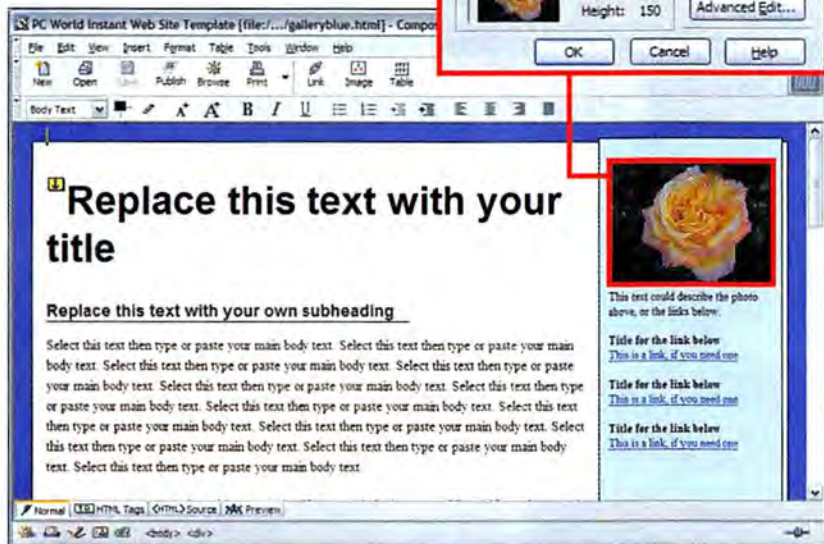 PC World Instant Web Site Template [file:/.../galleryblue.html] - Compos
Height: 150
Advanced Edit...
OK Cancel Help
File Edit View Insert Format Table Tools Window Help
New Open Publish Browse Print Link Image Table
Body Text
B I U
Replace this text with your
title
Replace this text with your own subheading
Select this text then type or paste your main body text. Select this text then type or paste your main
body text. Select this text then type or paste your main body text. Select this text then type or paste
your main body text. Select this text then type or paste your main body text. Select this text then type
or paste your main body text. Select this text then type or paste your main body text. Select this text
then type or paste your main body text. Select this text then type or paste your main body text. Select
this text then type or paste your main body text. Select this text then type or paste your main body
text. Select this text then type or paste your main body text
This text could describe the photo
above, or the links below.
Title for the link below
This is a link, if you need one
Title for the link below
This is a link, if you need one
Title for the link below
This is a link, if you need one
Normal HTML Tags <HTML> Source Preview
<body> <div>